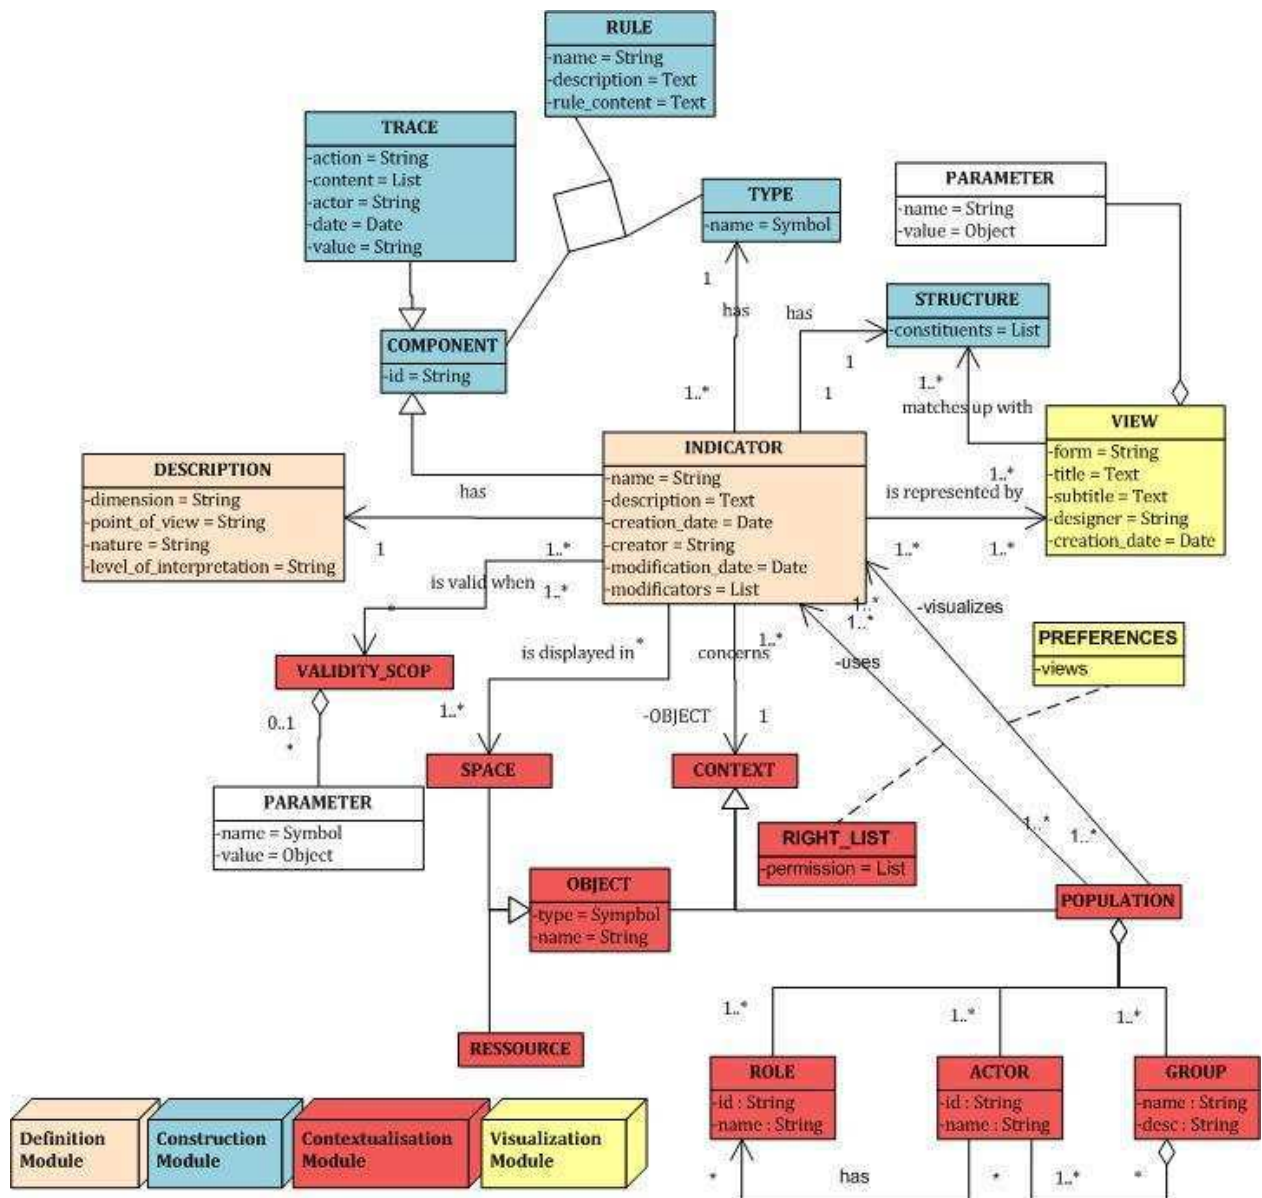 RULE
-name = String
-description = Text
-rule_content = Text
TRACE
-action = String
-content = List
-actor = String
-date = Date
-value = String
TYPE
-name = Symbol
PARAMETER
-name = String
-value = Object
1
has
has
STRUCTURE
-constituents = List
COMPONENT
-id = String
1
1..*
1..*
1
matches up with
VIEW
-form = String
-title = Text
-subtitle = Text
-designer = String
-creation_date = Date
INDICATOR
-name = String
-description = Text
-creation_date = Date
-creator = String
-modification_date = Date
-modificators = List
DESCRIPTION
-dimension = String
-point_of_view = String
-nature = String
-level_of_interpretation = String
has
1..*
is represented by
1
1..*
1..*
1..*
is valid when
1..*
*
1..*
1..*
-visualizes
1..*
is displayed in
*
concerns
-uses
PREFERENCES
-views
VALIDITY_SCOP
0..1
*
1..*
-OBJECT
1
SPACE
CONTEXT
PARAMETER
-name = Symbol
-value = Object
RIGHT_LIST
-permission = List
1..*
1..*
OBJECT
-type = Sympbol
-name = String
POPULATION
1..*
1..*
1..*
RESSOURCE
ROLE
-id : String
-name : String
ACTOR
-id : String
-name : String
GROUP
-name : String
-desc : String
Definition
Module
Construction
Module
Contextualisation
Module
Visualization
Module
*
has
*
1..*
*